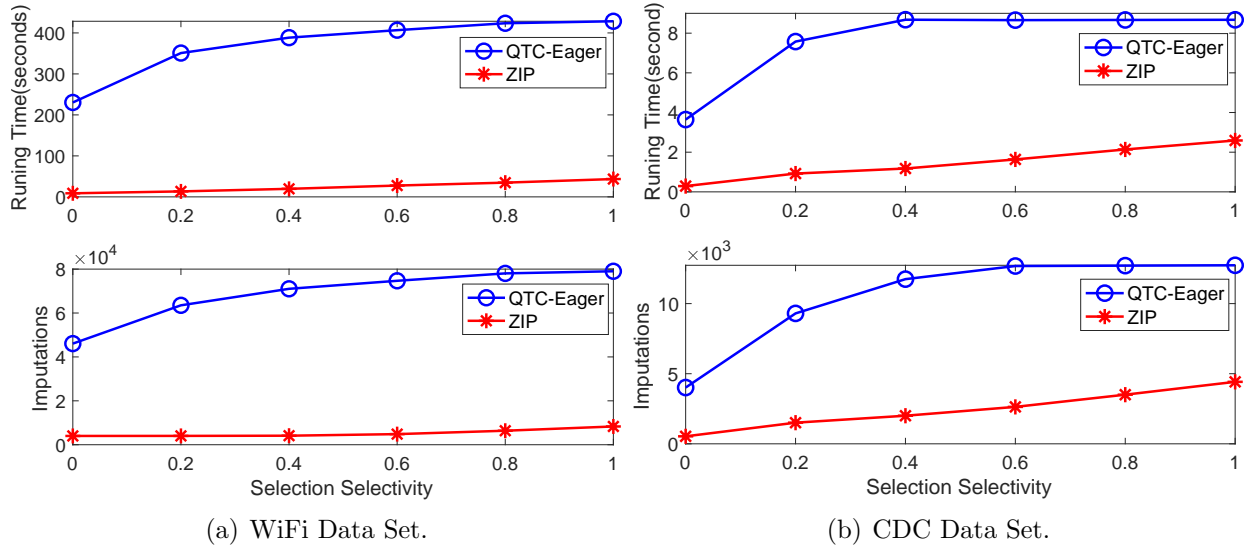 400
300
200
100
0
Runing Time(seconds)
QTC-Eager
ZIP
0 0.2 0.4 0.6 0.8 1
8
6
4
2
0
Runing Time(second)
QTC-Eager
ZIP
0 0.2 0.4 0.6 0.8 1
×10⁴
8
6
4
2
0
Imputations
QTC-Eager
ZIP
0 0.2 0.4 0.6 0.8 1
Selection Selectivity
(a) WiFi Data Set.
×10³
10
5
0
Imputations
QTC-Eager
ZIP
0 0.2 0.4 0.6 0.8 1
Selection Selectivity
(b) CDC Data Set.